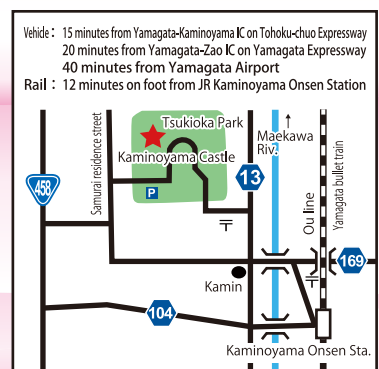 Vehide : 15 minutes from Yamagata-Kaminoyama IC on Tohoku-chuo Expressway
20 minutes from Yamagata-Zao IC on Yamagata Expressway
40 minutes from Yamagata Airport
Rail : 12 minutes on foot from JR Kaminoyama Onsen Station
Tsukioka Park
Kaminoyama Castle
Maekawa
Riv.
Samurai residence street
458
P
13
〒
Ou line
Yamagata bullet train
169
〒
Kamin
104
Kaminoyama Onsen Sta.